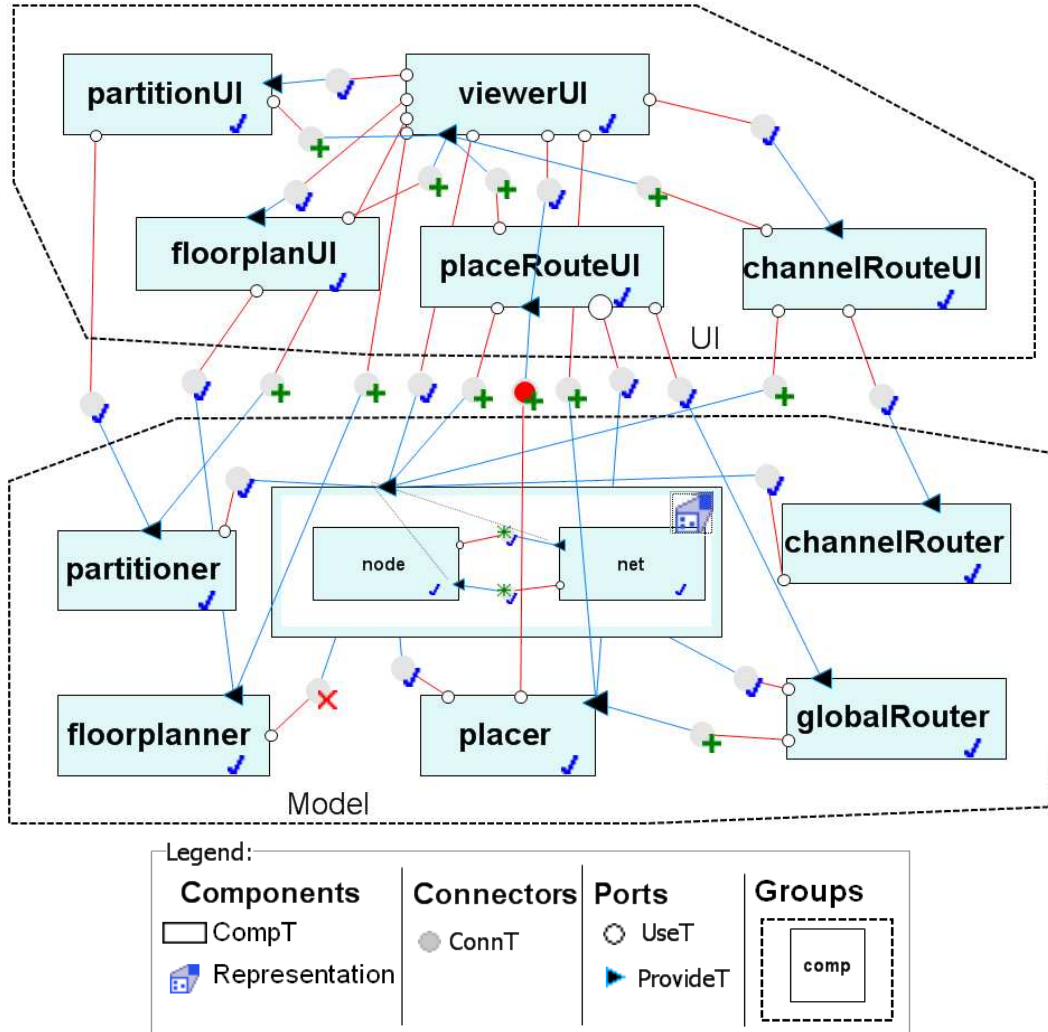 partitionUI
viewerUI
floorplanUI
placeRouteUI
channelRouteUI
UI
partitioner
node
net
channelRouter
floorplanner
placer
globalRouter
Model
Legend:
Components
CompT
Representation
Connectors
ConnT
Ports
UseT
ProvideT
Groups
comp